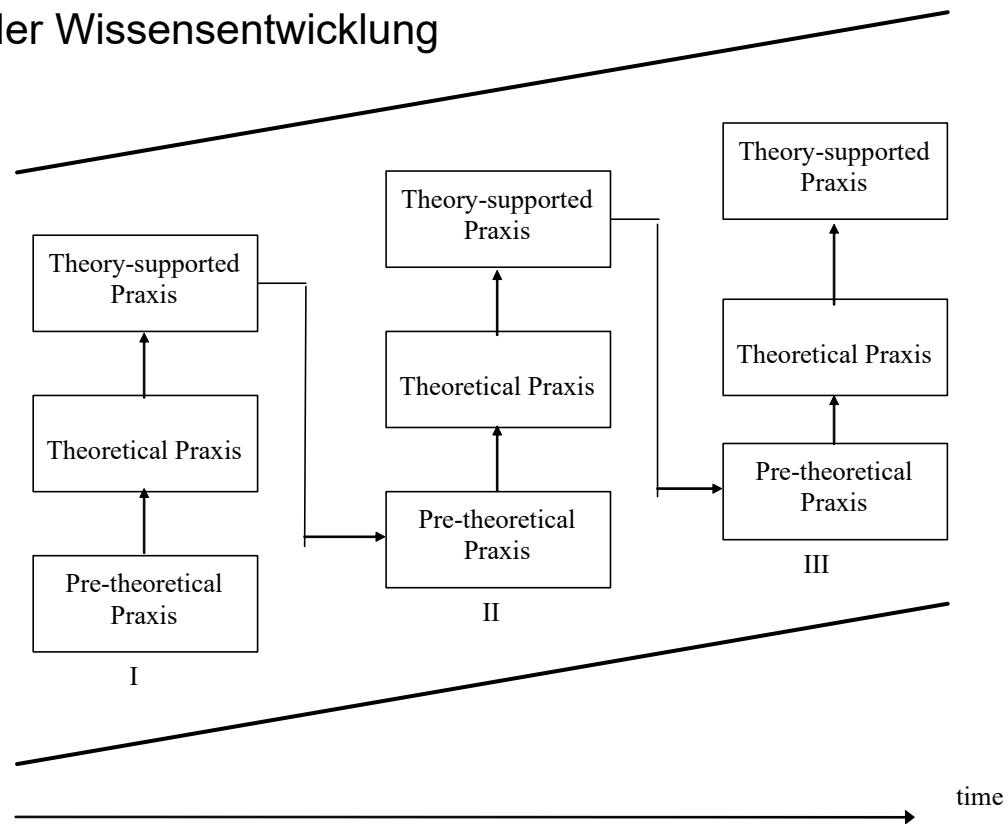 der Wissensentwicklung
Theory-supported
Praxis
Theoretical Praxis
Pre-theoretical
Praxis
I
Theory-supported
Praxis
Theoretical Praxis
Pre-theoretical
Praxis
II
Theory-supported
Praxis
Theoretical Praxis
Pre-theoretical
Praxis
III
time